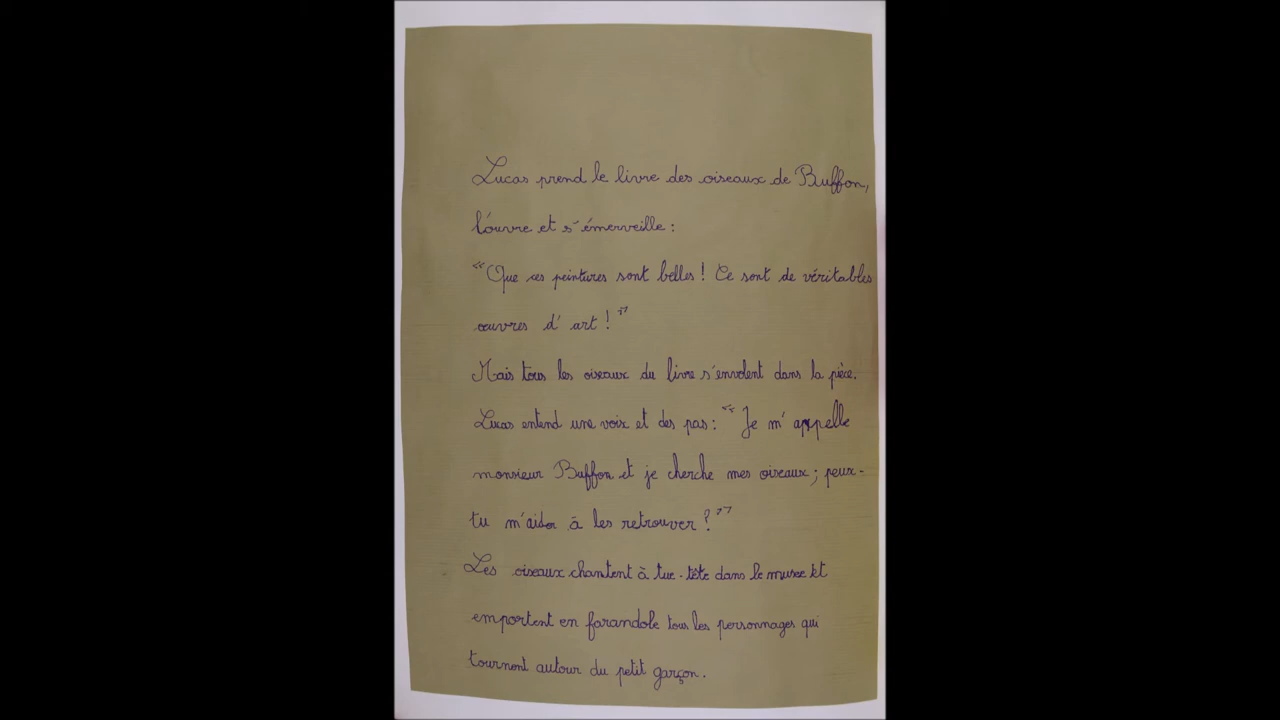 Lucas prend le livre des oiseaux de Buffon,
l'ouvre et s'émerveille :
"Que ces peintures sont belles ! Ce sont de véritables
œuvres d'art ! "
Mais tous les oiseaux du livre s'envolent dans la pièce.
Lucas entend une voix et des pas : " Je m'appelle
monsieur Buffon et je cherche mes oiseaux ; peux-
tu m'aider à les retrouver ? "
Les oiseaux chantent à tue-tête dans le musée et
emportent en farandole tous les personnages qui
tournent autour du petit garçon.